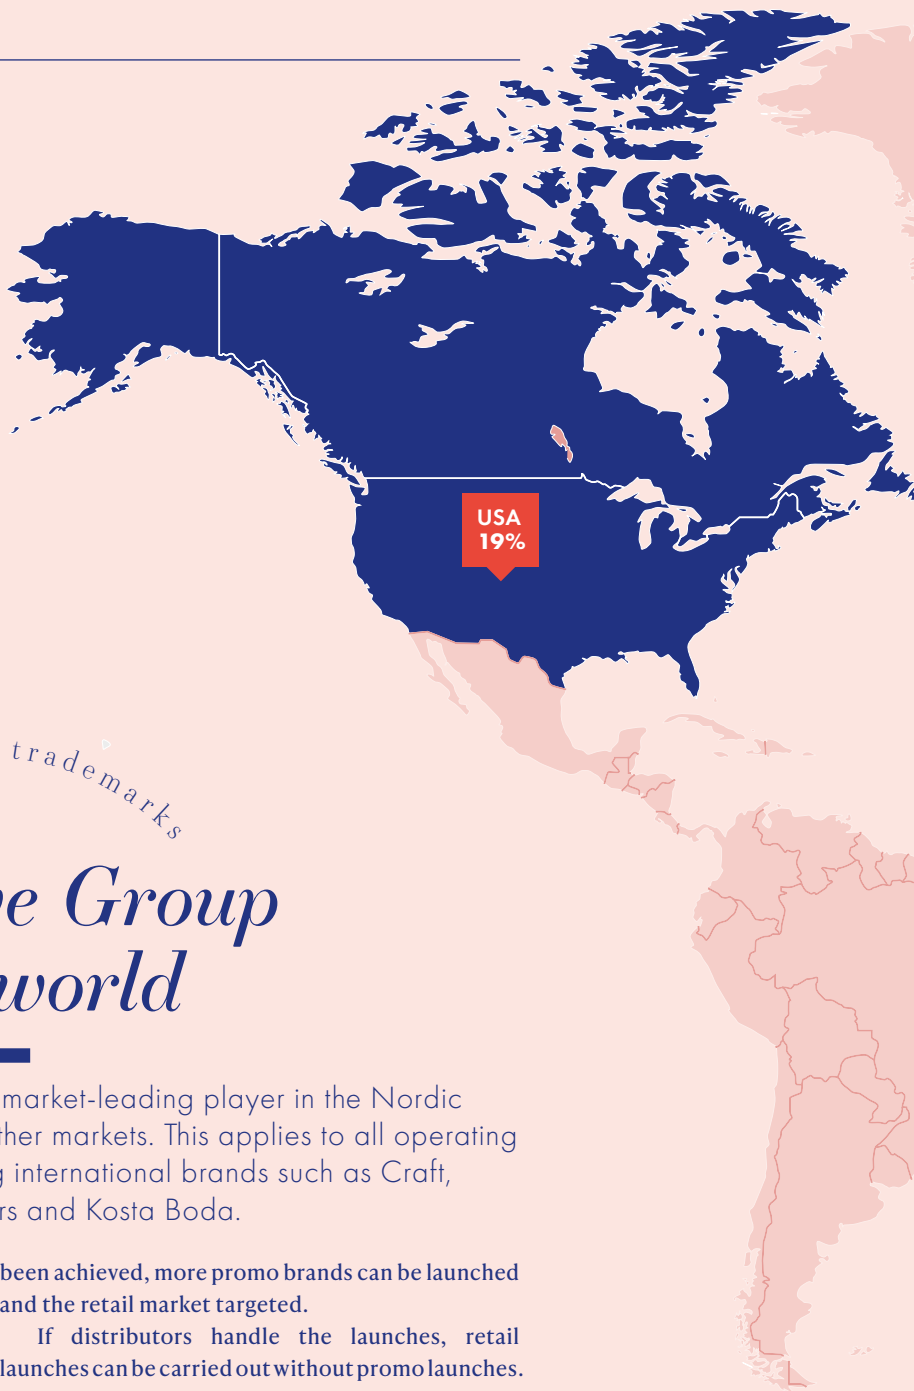 USA
19%
trademarks
Group
world
market-leading player in the Nordic
markets. This applies to all operating
international brands such as Craft,
and Kosta Boda.
been achieved, more promo brands can be launched
and the retail market targeted.
If distributors handle the launches, retail
launches can be carried out without promo launches.